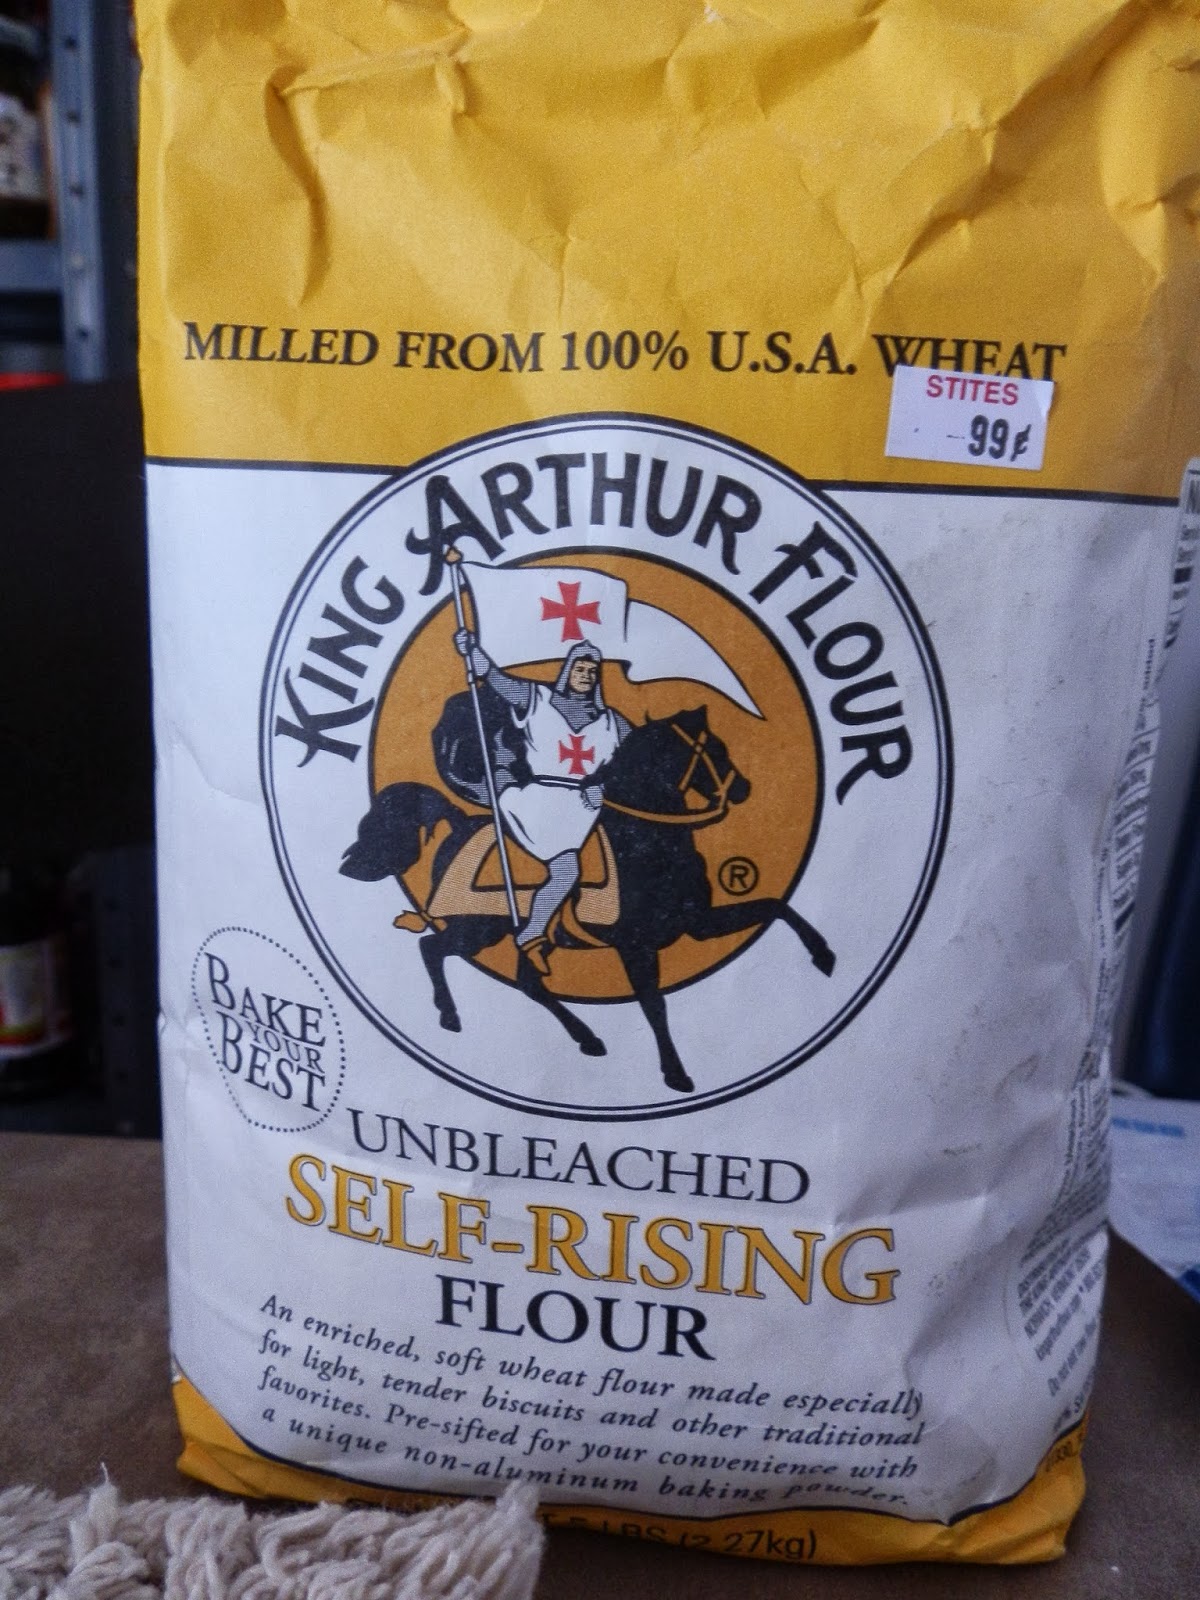 MILLED FROM 100% U.S.A. WHEAT
STITES
99¢
KING ARTHUR FLOUR
®
BAKE
YOUR
BEST
UNBLEACHED
SELF-RISING
FLOUR
An enriched, soft wheat flour made especially
for light, tender biscuits and other traditional
favorites. Pre-sifted for your convenience with
a unique non-aluminum baking powder.
5 LBS (2.27kg)